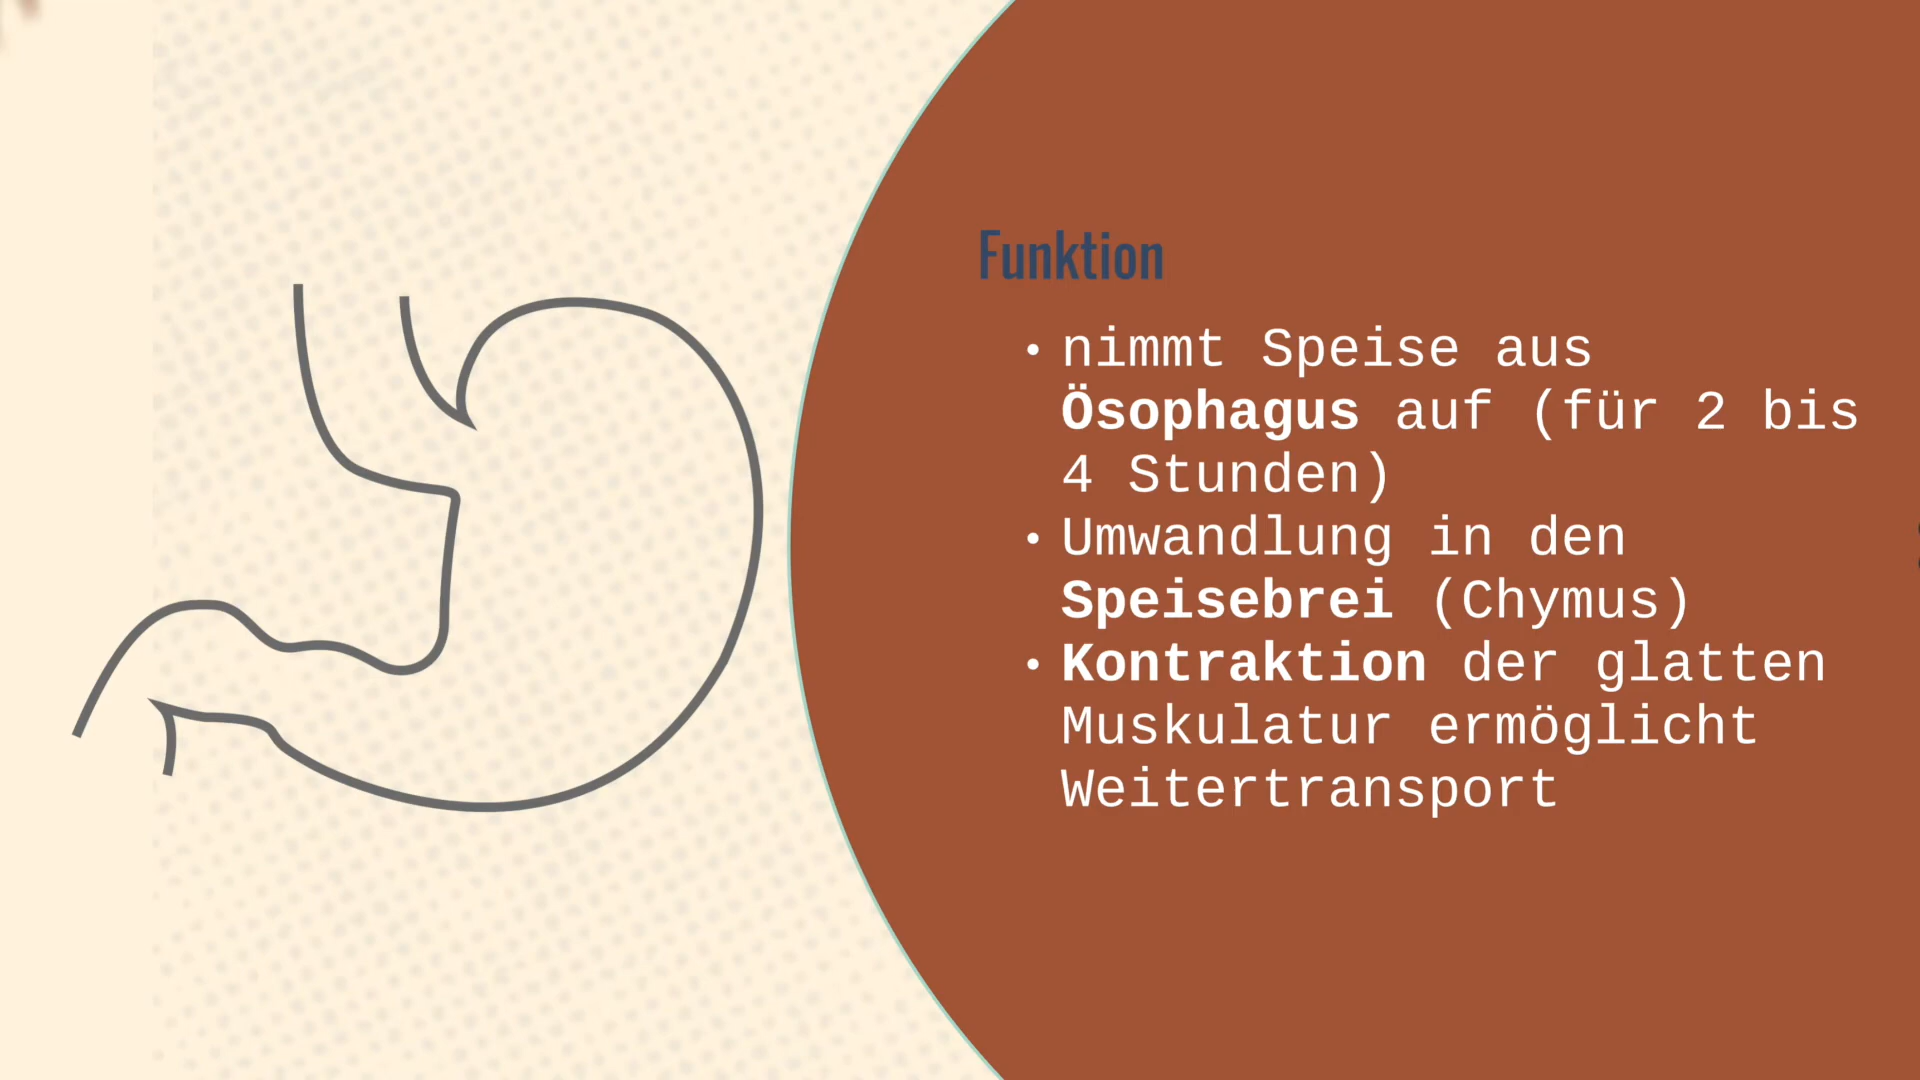 Funktion
• nimmt Speise aus
Ösophagus auf (für 2 bis
4 Stunden)
• Umwandlung in den
Speisebrei (Chymus)
• Kontraktion der glatten
Muskulatur ermöglicht
Weitertransport